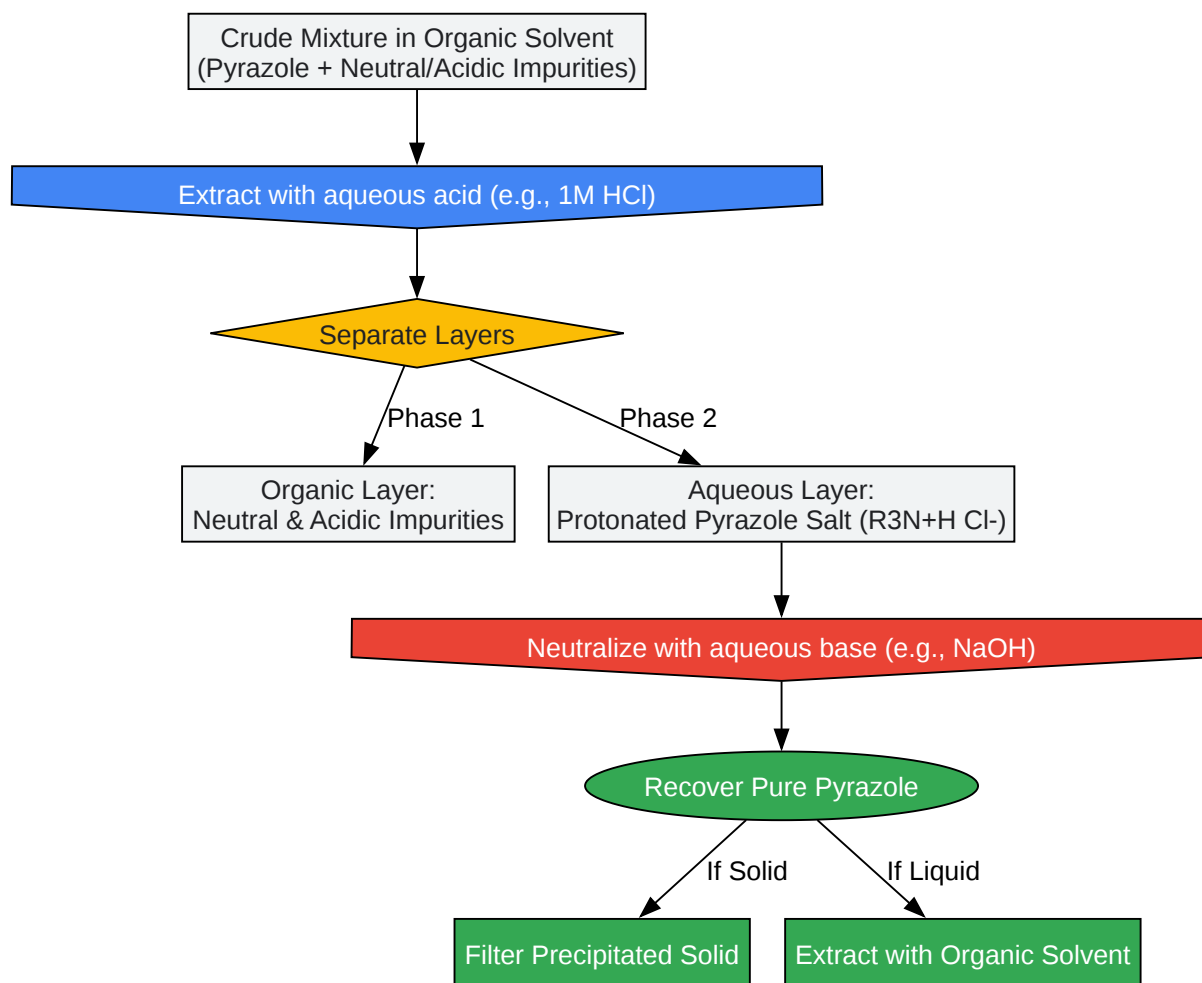 Crude Mixture in Organic Solvent
(Pyrazole + Neutral/Acidic Impurities)
Extract with aqueous acid (e.g., 1M HCl)
Separate Layers
Phase 1
Phase 2
Organic Layer:
Neutral & Acidic Impurities
Aqueous Layer:
Protonated Pyrazole Salt (R3N+H Cl-)
Neutralize with aqueous base (e.g., NaOH)
Recover Pure Pyrazole
If Solid
If Liquid
Filter Precipitated Solid
Extract with Organic Solvent